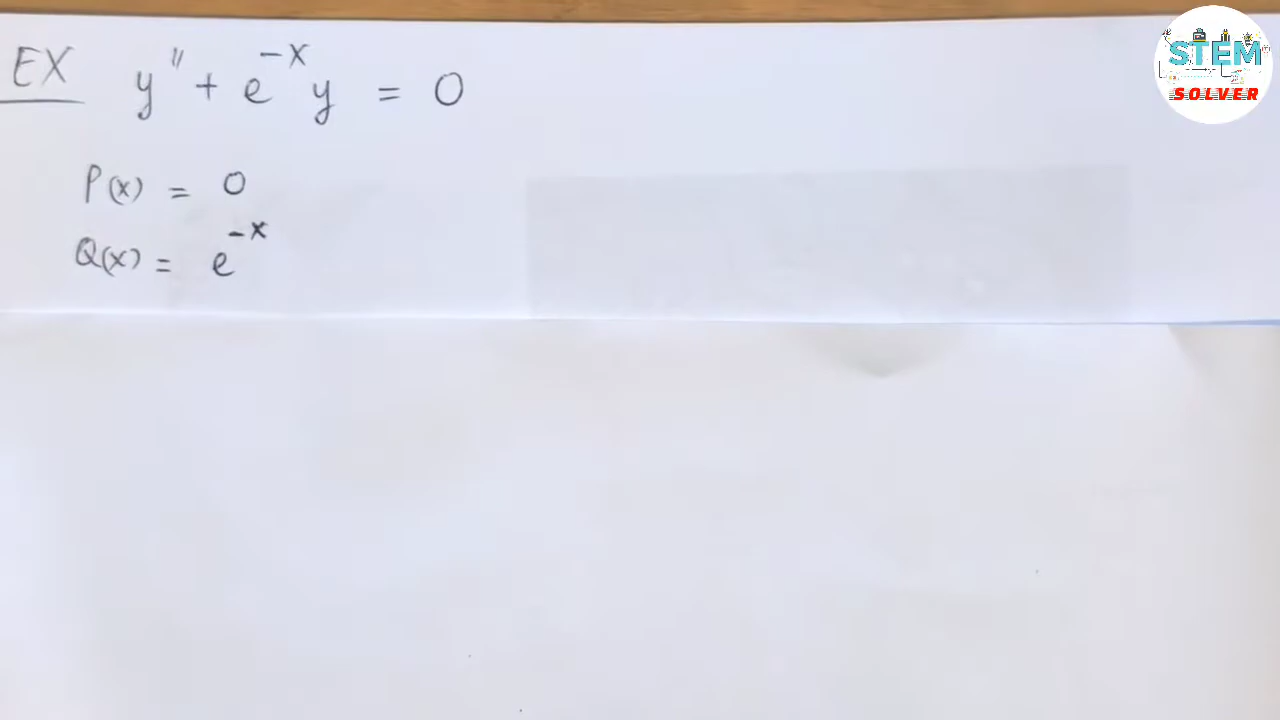 EX y'' + e^{-x} y = 0
P(x) = 0
Q(x) = e^{-x}
STEM
SOLVER